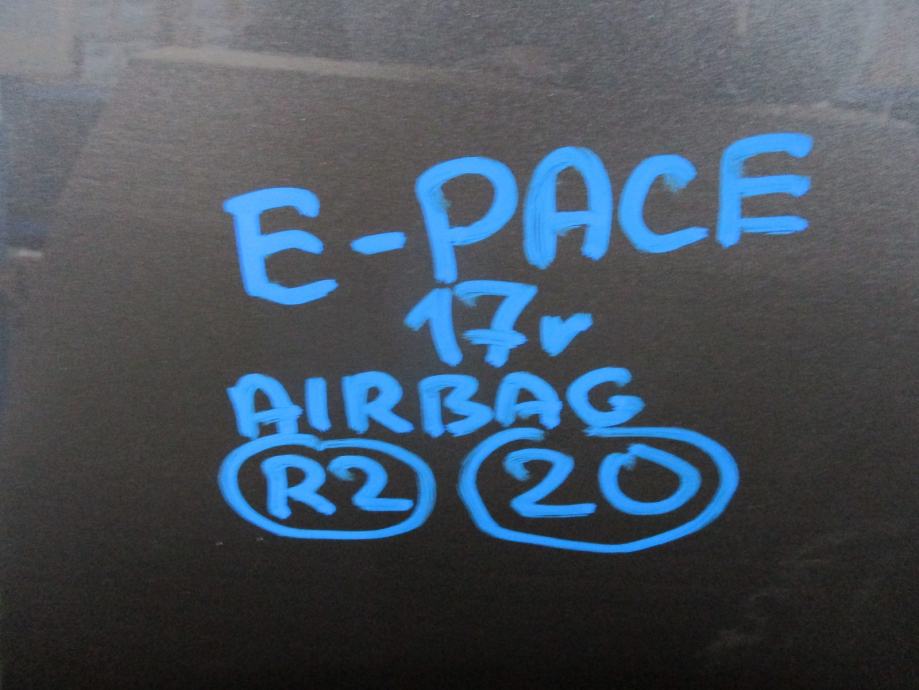 E-PACE
17r
AIRBAG
R2 20